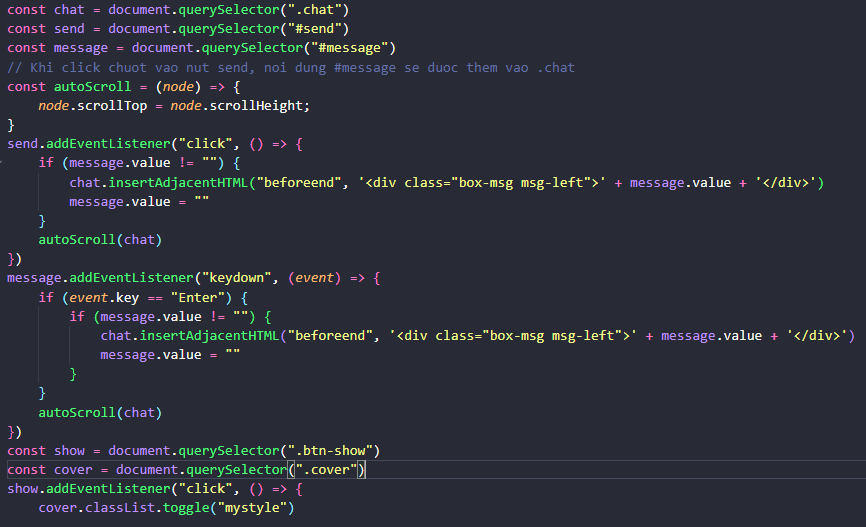 const chat = document.querySelector(".chat")
const send = document.querySelector("#send")
const message = document.querySelector("#message")
// Khi click chuot vao nut send, noi dung #message se duoc them vao .chat
const autoScroll = (node) => {
    node.scrollTop = node.scrollHeight;
}
send.addEventListener("click", () => {
    if (message.value != "") {
        chat.insertAdjacentHTML("beforeend", '<div class="box-msg msg-left">' + message.value + '</div>')
        message.value = ""
    }
    autoScroll(chat)
})
message.addEventListener("keydown", (event) => {
    if (event.key == "Enter") {
        if (message.value != "") {
            chat.insertAdjacentHTML("beforeend", '<div class="box-msg msg-left">' + message.value + '</div>')
            message.value = ""
        }
    }
    autoScroll(chat)
})
const show = document.querySelector(".btn-show")
const cover = document.querySelector(".cover")
show.addEventListener("click", () => {
    cover.classList.toggle("mystyle")